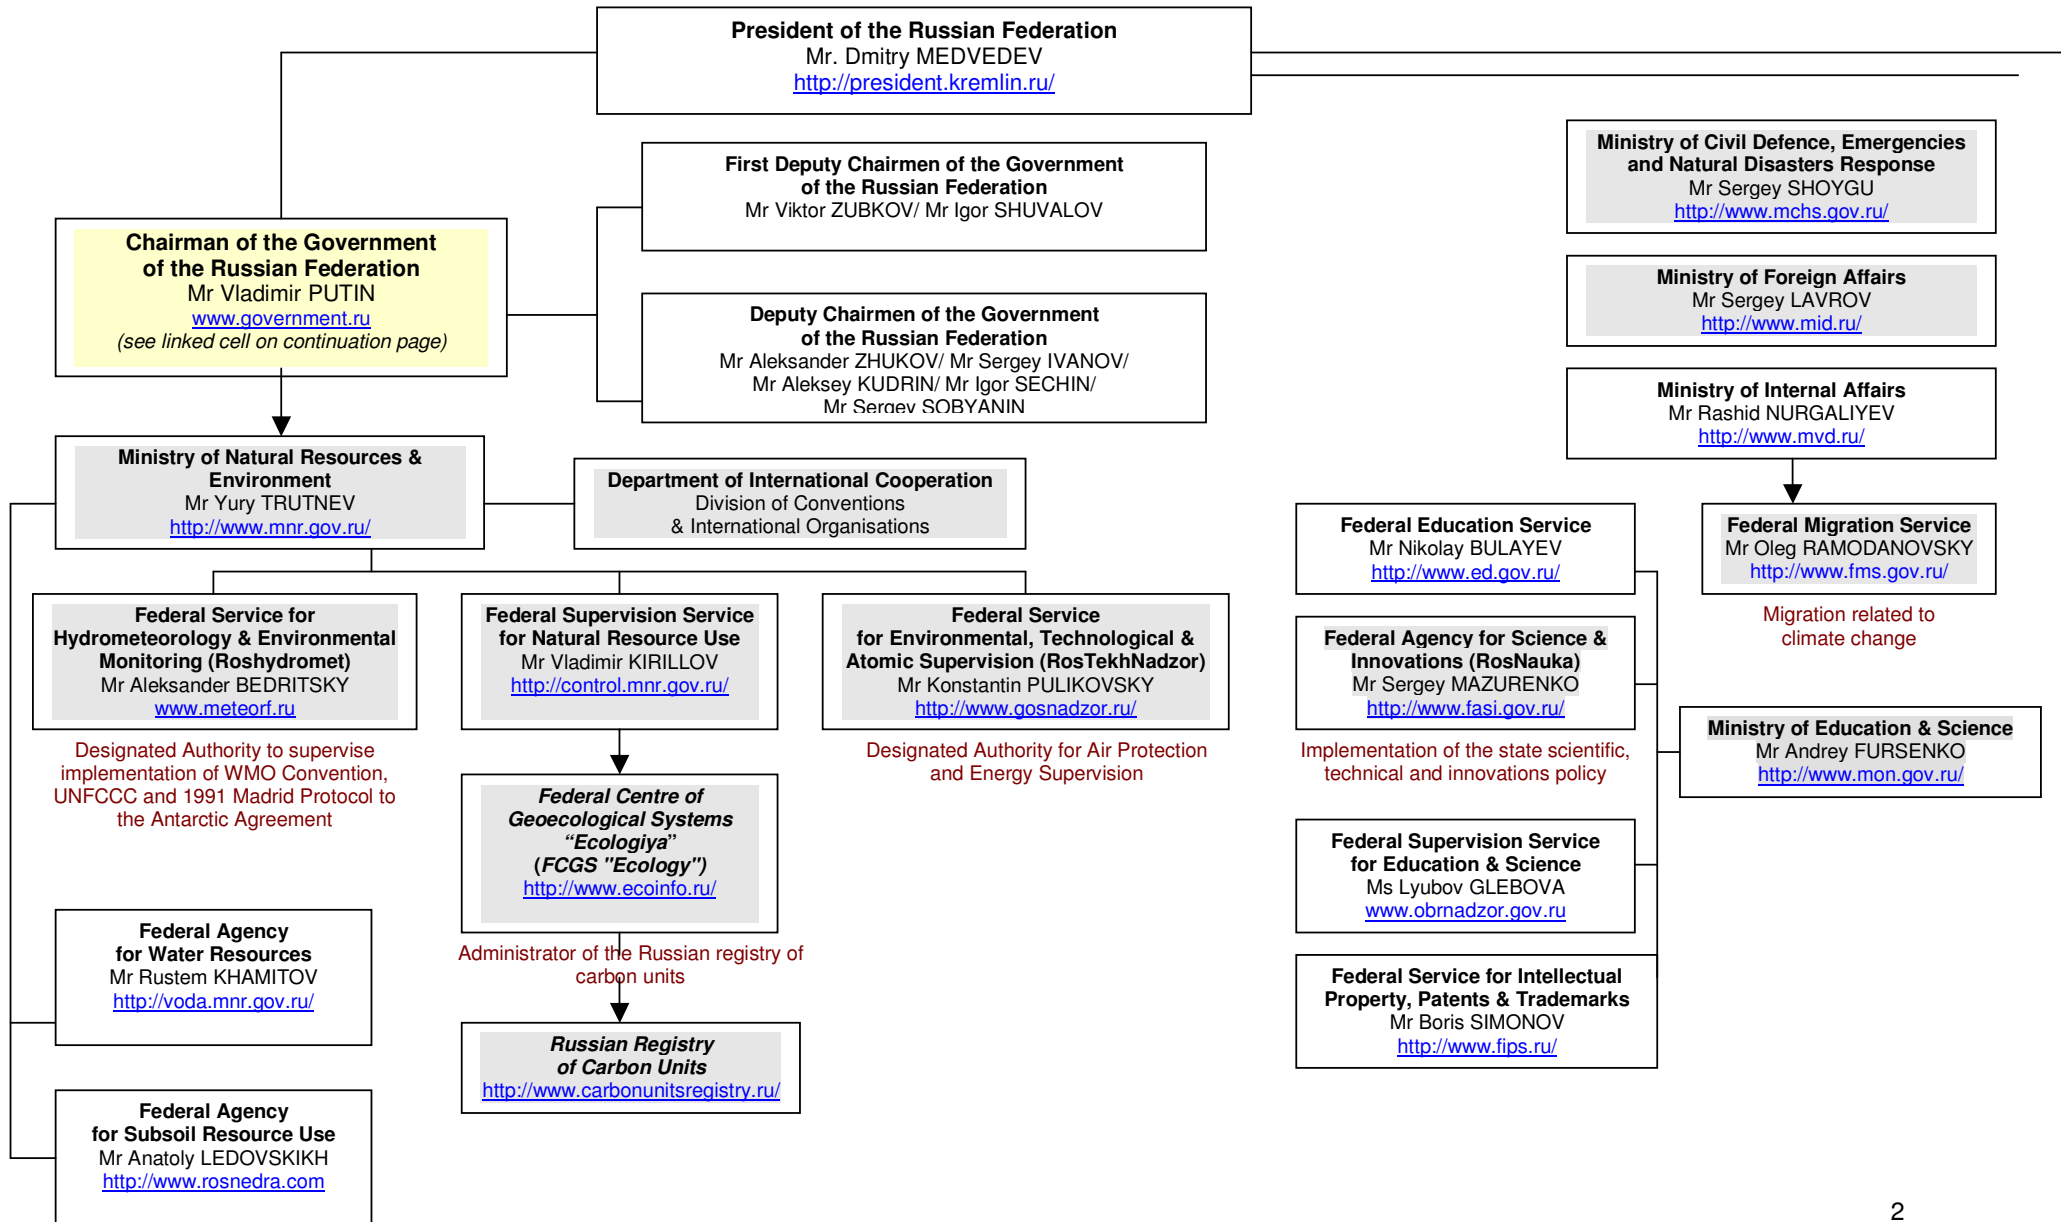 President of the Russian Federation
Mr. Dmitry MEDVEDEV
http://president.kremlin.ru/
First Deputy Chairmen of the Government
of the Russian Federation
Mr Viktor ZUBKOV/ Mr Igor SHUVALOV
Chairman of the Government
of the Russian Federation
Mr Vladimir PUTIN
www.government.ru
(see linked cell on continuation page)
Deputy Chairmen of the Government
of the Russian Federation
Mr Aleksander ZHUKOV/ Mr Sergey IVANOV/
Mr Aleksey KUDRIN/ Mr Igor SECHIN/
Mr Sergey SOBYANIN
Ministry of Natural Resources &
Environment
Mr Yury TRUTNEV
http://www.mnr.gov.ru/
Department of International Cooperation
Division of Conventions
& International Organisations
Federal Service for
Hydrometeorology & Environmental
Monitoring (Roshydromet)
Mr Aleksander BEDRITSKY
www.meteorf.ru
Designated Authority to supervise
implementation of WMO Convention,
UNFCCC and 1991 Madrid Protocol to
the Antarctic Agreement
Federal Supervision Service
for Natural Resource Use
Mr Vladimir KIRILLOV
http://control.mnr.gov.ru/
Federal Service
for Environmental, Technological &
Atomic Supervision (RosTekhNadzor)
Mr Konstantin PULIKOVSKY
http://www.gosnadzor.ru/
Designated Authority for Air Protection
and Energy Supervision
Federal Centre of
Geoecological Systems
“Ecologiya”
(FCGS "Ecology")
http://www.ecoinfo.ru/
Administrator of the Russian registry of
carbon units
Russian Registry
of Carbon Units
http://www.carbonunitsregistry.ru/
Federal Agency
for Water Resources
Mr Rustem KHAMITOV
http://voda.mnr.gov.ru/
Federal Agency
for Subsoil Resource Use
Mr Anatoly LEDOVSKIKH
http://www.rosnedra.com
Ministry of Civil Defence, Emergencies
and Natural Disasters Response
Mr Sergey SHOYGU
http://www.mchs.gov.ru/
Ministry of Foreign Affairs
Mr Sergey LAVROV
http://www.mid.ru/
Ministry of Internal Affairs
Mr Rashid NURGALIYEV
http://www.mvd.ru/
Federal Migration Service
Mr Oleg RAMODANOVSKY
http://www.fms.gov.ru/
Migration related to
climate change
Federal Education Service
Mr Nikolay BULAYEV
http://www.ed.gov.ru/
Federal Agency for Science &
Innovations (RosNauka)
Mr Sergey MAZURENKO
http://www.fasi.gov.ru/
Implementation of the state scientific,
technical and innovations policy
Ministry of Education & Science
Mr Andrey FURSENKO
http://www.mon.gov.ru/
Federal Supervision Service
for Education & Science
Ms Lyubov GLEBOVA
www.obrnadzor.gov.ru
Federal Service for Intellectual
Property, Patents & Trademarks
Mr Boris SIMONOV
http://www.fips.ru/
2